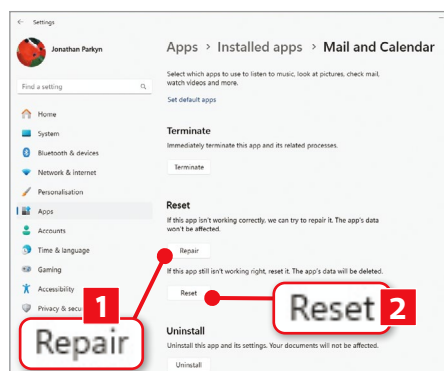 ← Settings
Jonathan Parkyn
Find a setting
Home
System
Bluetooth & devices
Network & internet
Personalisation
Apps
Accounts
Time & language
Gaming
Accessibility
Privacy & secu
Apps > Installed apps > Mail and Calendar
Select which apps to use to listen to music, look at pictures, check mail,
watch videos and more.
Set default apps
Terminate
Immediately terminate this app and its related processes.
Terminate
Reset
If this app isn't working correctly, we can try to repair it. The app's data
won't be affected.
Repair
If this app still isn't working right, reset it. The app's data will be deleted.
Reset
1
Repair
Reset 2
Uninstall
Uninstall this app and its settings. Your documents will not be affected.
Uninstall